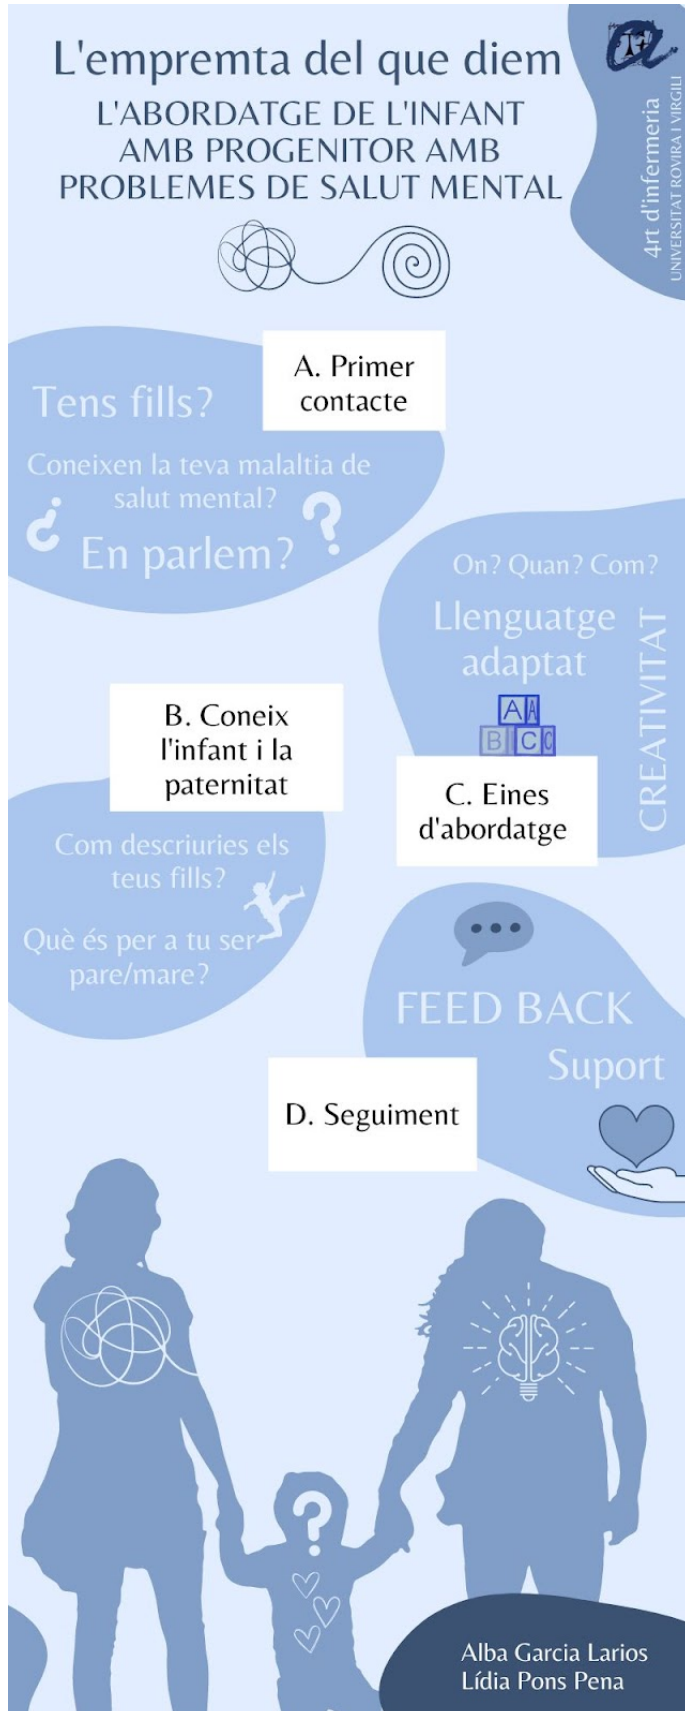 L'empremta del que diem
L'ABORDATGE DE L'INFANT
AMB PROGENITOR AMB
PROBLEMES DE SALUT MENTAL
4rt d'infermeria
UNIVERSITAT ROVIRA I VIRGILI
A. Primer
contacte
Tens fills?
Coneixen la teva malaltia de
salut mental?
¿ ?
En parlem?
On? Quan? Com?
Llenguatge
adaptat
CREATIVITAT
A A
B C C
B. Coneix
l'infant i la
paternitat
C. Eines
d'abordatge
Com descriuries els
teus fills?
Què és per a tu ser
pare/mare?
FEED BACK
Suport
D. Seguiment
?
Alba Garcia Larios
Lídia Pons Pena